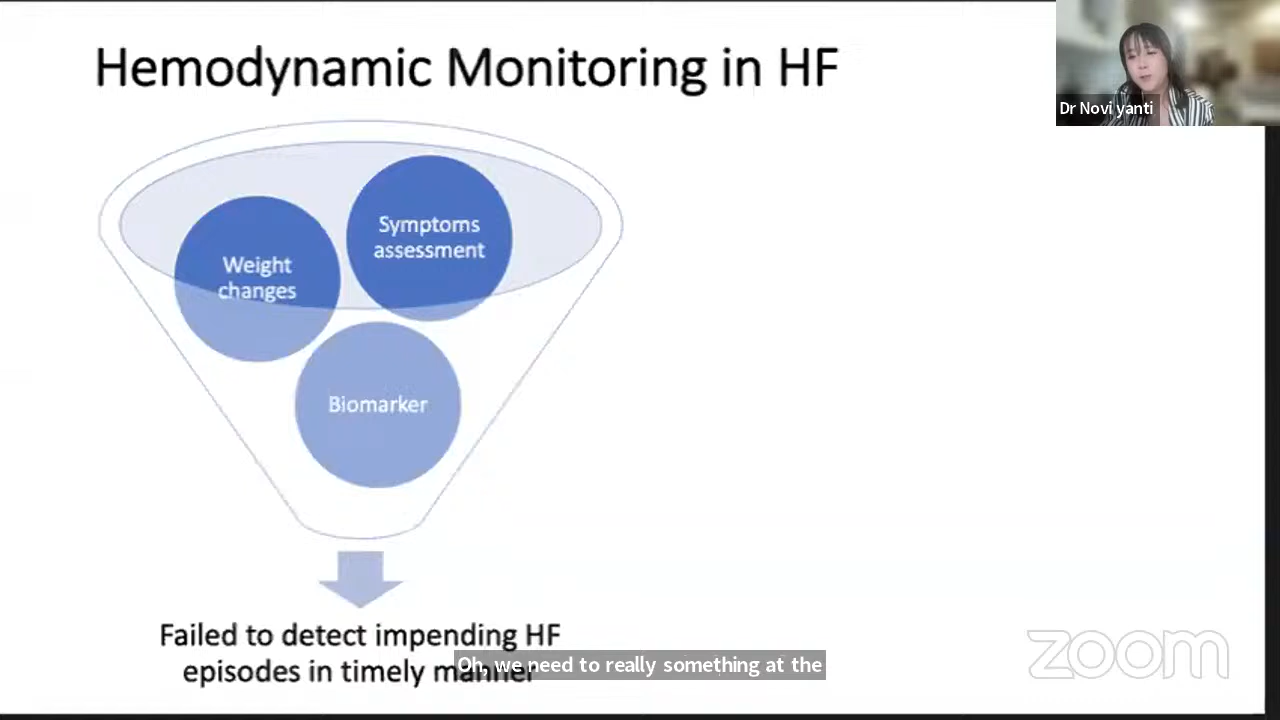 Hemodynamic Monitoring in HF
Dr Novi yanti
Symptoms
assessment
Weight
changes
Biomarker
Failed to detect impending HF
episodes in timely manner
Oh, we need to really something at the
zoom